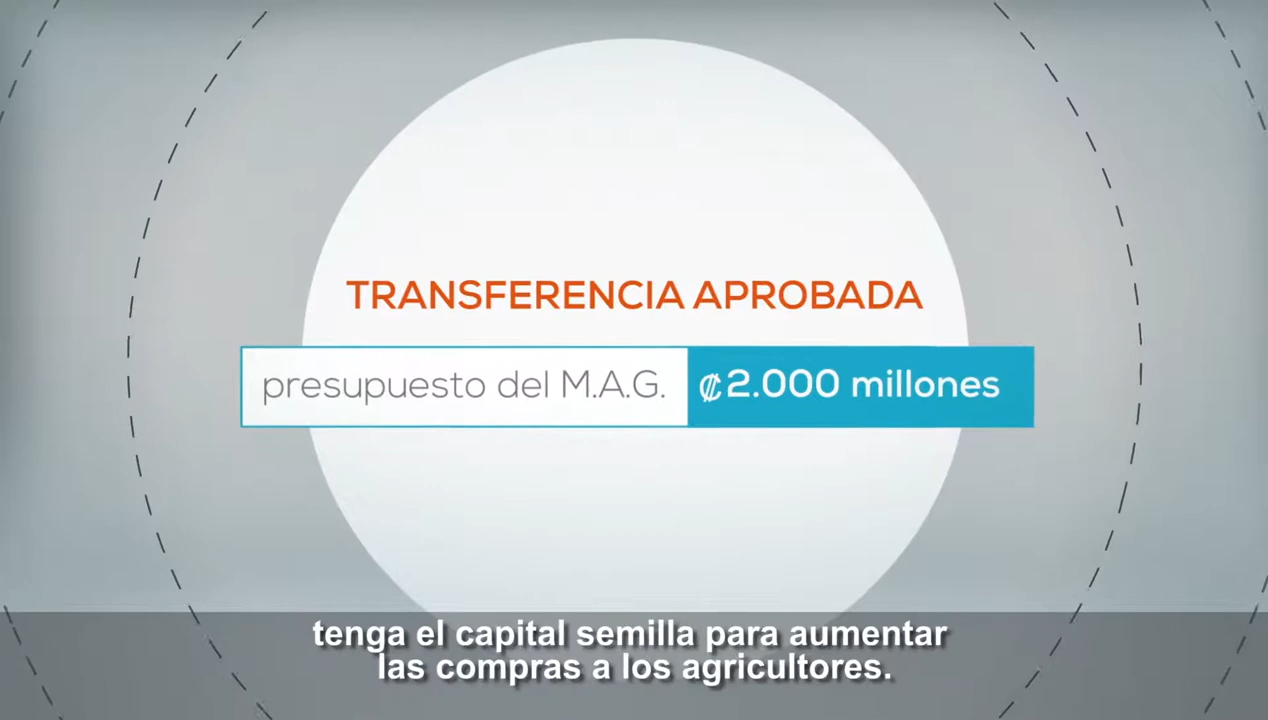 TRANSFERENCIA APROBADA
presupuesto del M.A.G. ₡2.000 millones
tenga el capital semilla para aumentar
las compras a los agricultores.